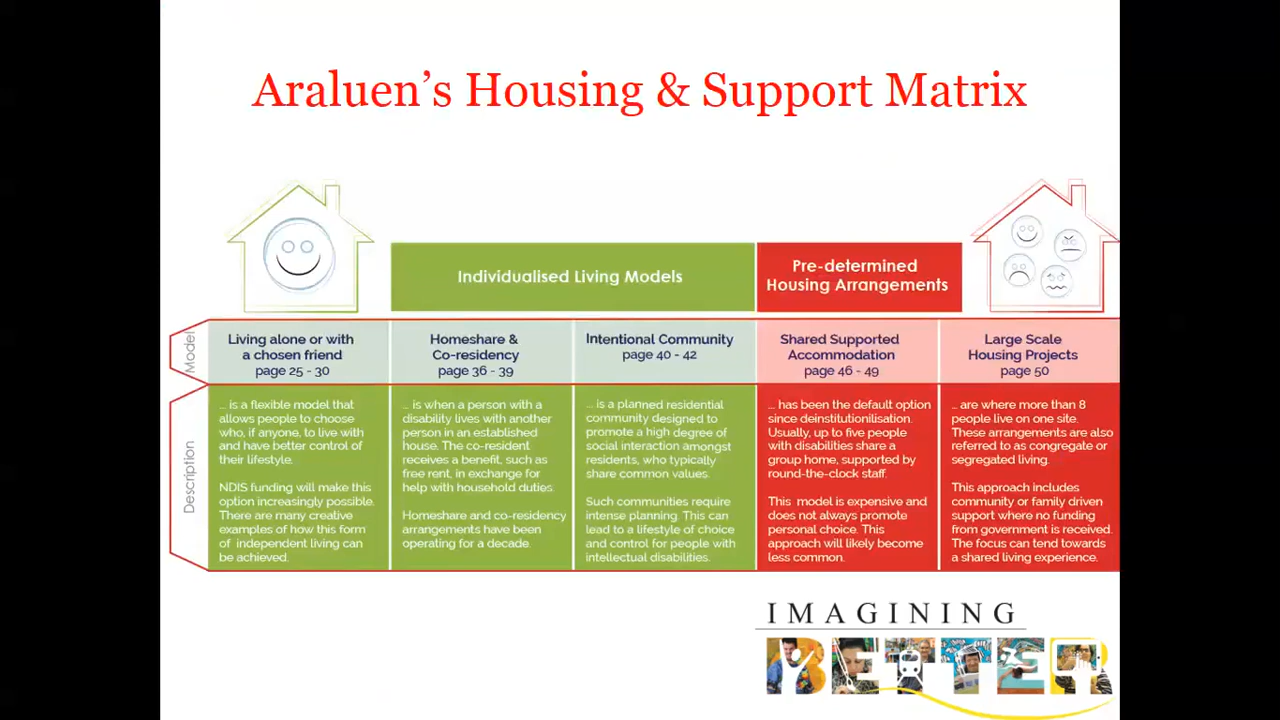 Araluen's Housing & Support Matrix
Individualised Living Models
Pre-determined
Housing Arrangements
Model
Living alone or with
a chosen friend
page 25 - 30
Homeshare &
Co-residency
page 36 - 39
Intentional Community
page 40 - 42
Shared Supported
Accommodation
page 46 - 49
Large Scale
Housing Projects
page 50
Description
... is a flexible model that
allows people to choose
who, if anyone, to live with
and have better control of
their lifestyle.
NDIS funding will make this
option increasingly possible.
There are many creative
examples of how this form
of independent living can
be achieved.
... is when a person with a
disability lives with another
person in an established
house. The co-resident
receives a benefit, such as
free rent, in exchange for
help with household duties.
Homeshare and co-residency
arrangements have been
operating for a decade.
... is a planned residential
community designed to
promote a high degree of
social interaction amongst
residents, who typically
share common values.
Such communities require
intense planning. This can
lead to a lifestyle of choice
and control for people with
intellectual disabilities.
... has been the default option
since deinstitutionilisation.
Usually, up to five people
with disabilities share a
group home, supported by
round-the-clock staff.
This model is expensive and
does not always promote
personal choice. This
approach will likely become
less common.
... are where more than 8
people live on one site.
These arrangements are also
referred to as congregate or
segregated living.
This approach includes
community or family driven
support where no funding
from government is received.
The focus can tend towards
a shared living experience.
IMAGINING
BETTER